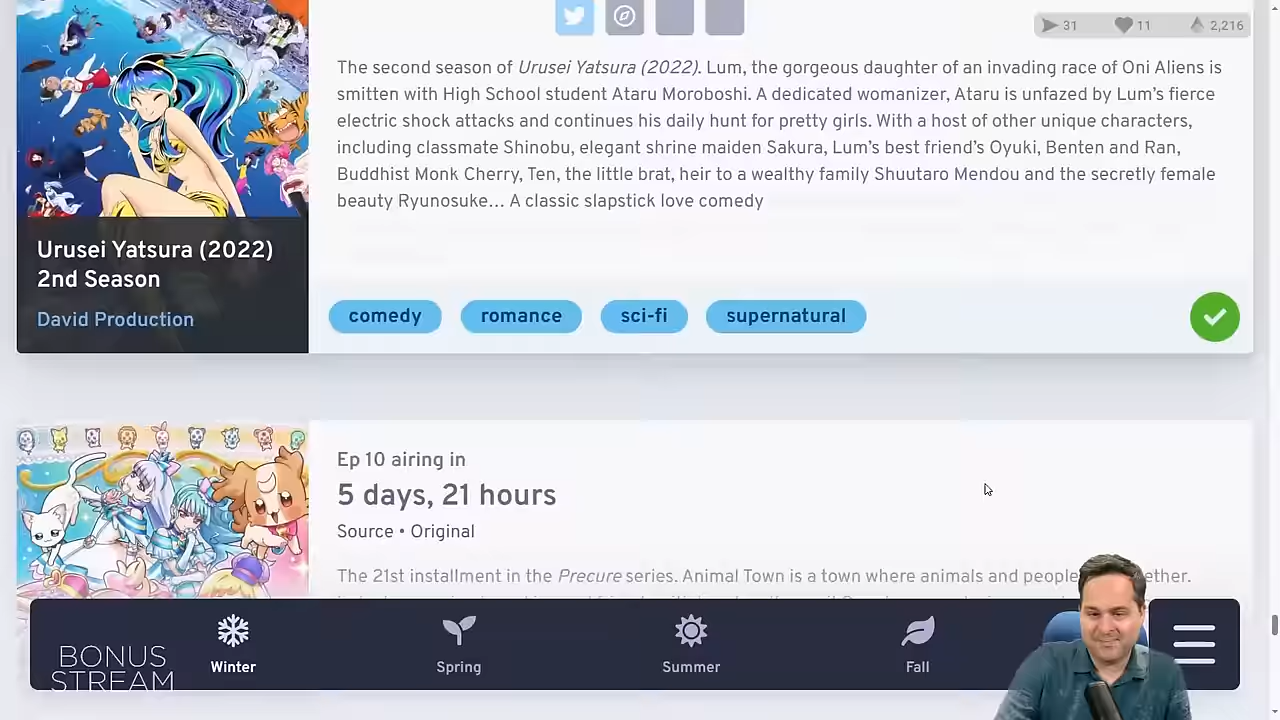 31 11 2,216
The second season of Urusei Yatsura (2022). Lum, the gorgeous daughter of an invading race of Oni Aliens is
smitten with High School student Ataru Moroboshi. A dedicated womanizer, Ataru is unfazed by Lum’s fierce
electric shock attacks and continues his daily hunt for pretty girls. With a host of other unique characters,
including classmate Shinobu, elegant shrine maiden Sakura, Lum’s best friend’s Oyuki, Benten and Ran,
Buddhist Monk Cherry, Ten, the little brat, heir to a wealthy family Shuutaro Mendou and the secretly female
beauty Ryunosuke… A classic slapstick love comedy
Urusei Yatsura (2022)
2nd Season
David Production
comedy romance sci-fi supernatural
Ep 10 airing in
5 days, 21 hours
Source • Original
The 21st installment in the Precure series. Animal Town is a town where animals and people
Winter Spring Summer Fall
BONUS
STREAM